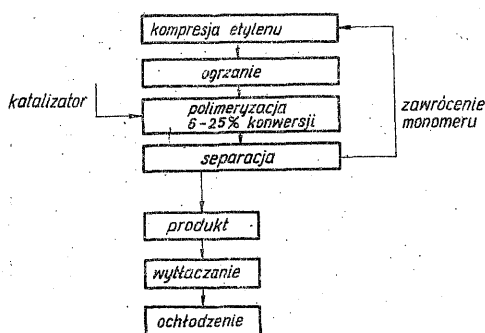 kompresja etylenu
ogrzanie
katalizator
polimeryzacja
6-25% konwersji
zawrócenie
monomeru
separacja
produkt
wytłaczanie
ochłodzenie